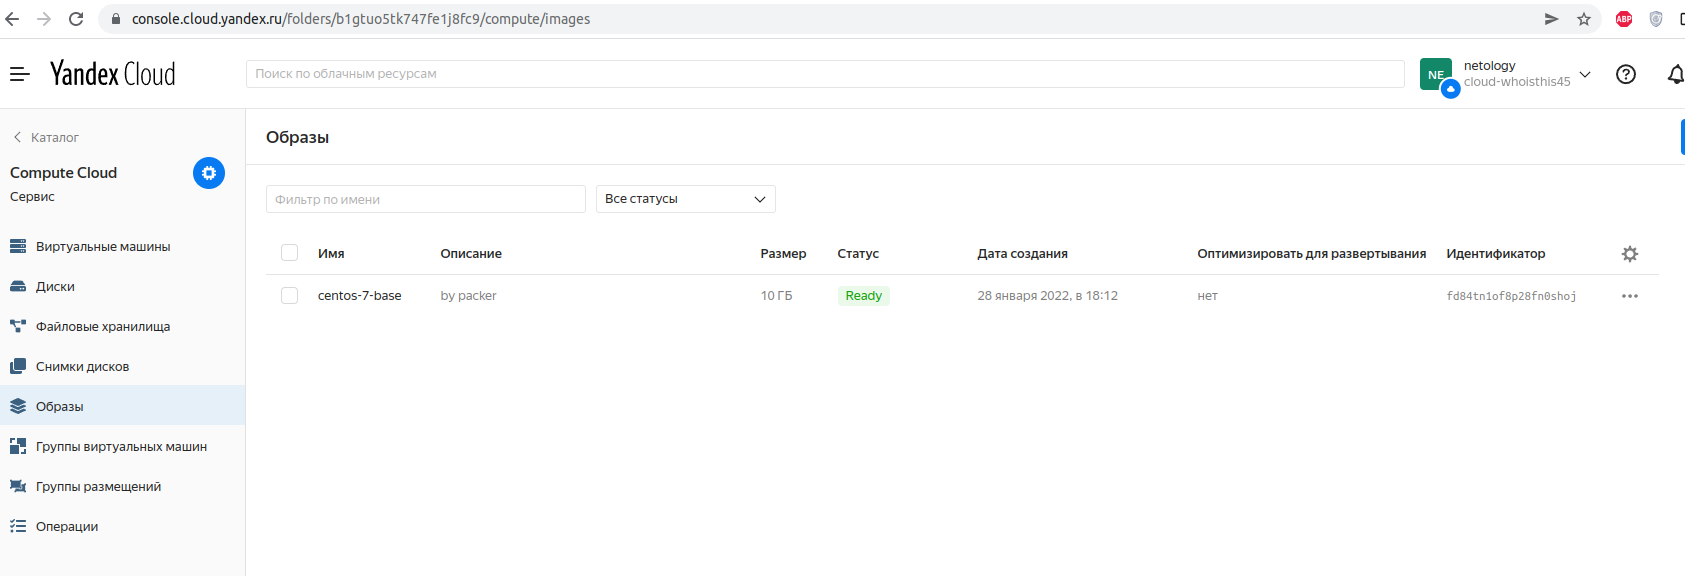 console.cloud.yandex.ru/folders/b1gtuo5tk747fe1j8fc9/compute/images
ABP
Yandex Cloud
Поиск по облачным ресурсам
NE
netology
cloud-whoisthis45
Каталог
Compute Cloud
Сервис
Виртуальные машины
Диски
Файловые хранилища
Снимки дисков
Образы
Группы виртуальных машин
Группы размещений
Операции
Образы
Фильтр по имени
Все статусы
Имя Описание Размер Статус Дата создания Оптимизировать для развертывания Идентификатор
centos-7-base by packer 10 ГБ Ready 28 января 2022, в 18:12 нет fd84tn1of8p28fn0shoj